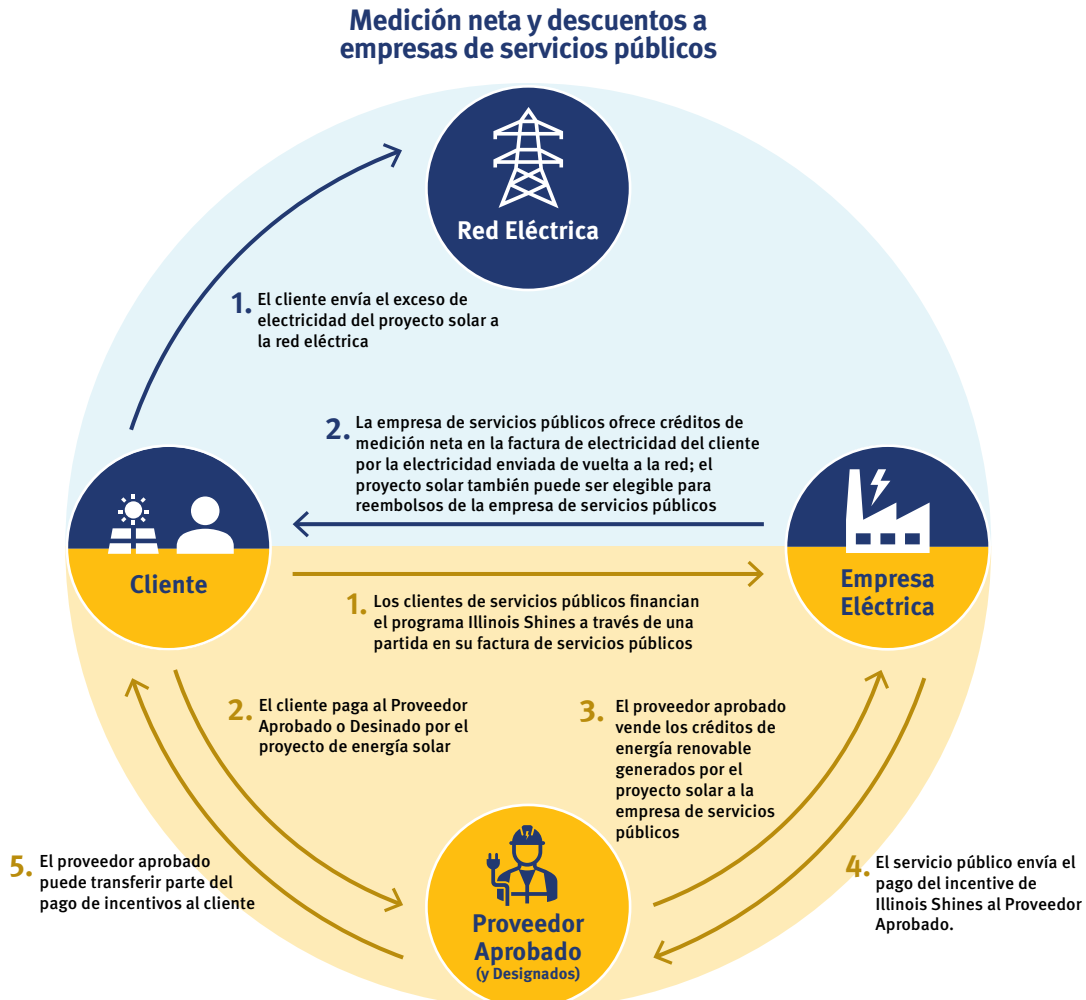 Medición neta y descuentos a
empresas de servicios públicos
Red Eléctrica
1. El cliente envía el exceso de
electricidad del proyecto solar a
la red eléctrica
2. La empresa de servicios públicos ofrece créditos de
medición neta en la factura de electricidad del cliente
por la electricidad enviada de vuelta a la red; el
proyecto solar también puede ser elegible para
reembolsos de la empresa de servicios públicos
Cliente
Empresa
Eléctrica
1. Los clientes de servicios públicos financian
el programa Illinois Shines a través de una
partida en su factura de servicios públicos
2. El cliente paga al Proveedor
Aprobado o Desinado por el
proyecto de energía solar
3. El proveedor aprobado
vende los créditos de
energía renovable
generados por el
proyecto solar a la
empresa de servicios
públicos
4. El servicio público envía el
pago del incentive de
Illinois Shines al Proveedor
Aprobado.
5. El proveedor aprobado
puede transferir parte del
pago de incentivos al cliente
Proveedor
Aprobado
(y Designados)